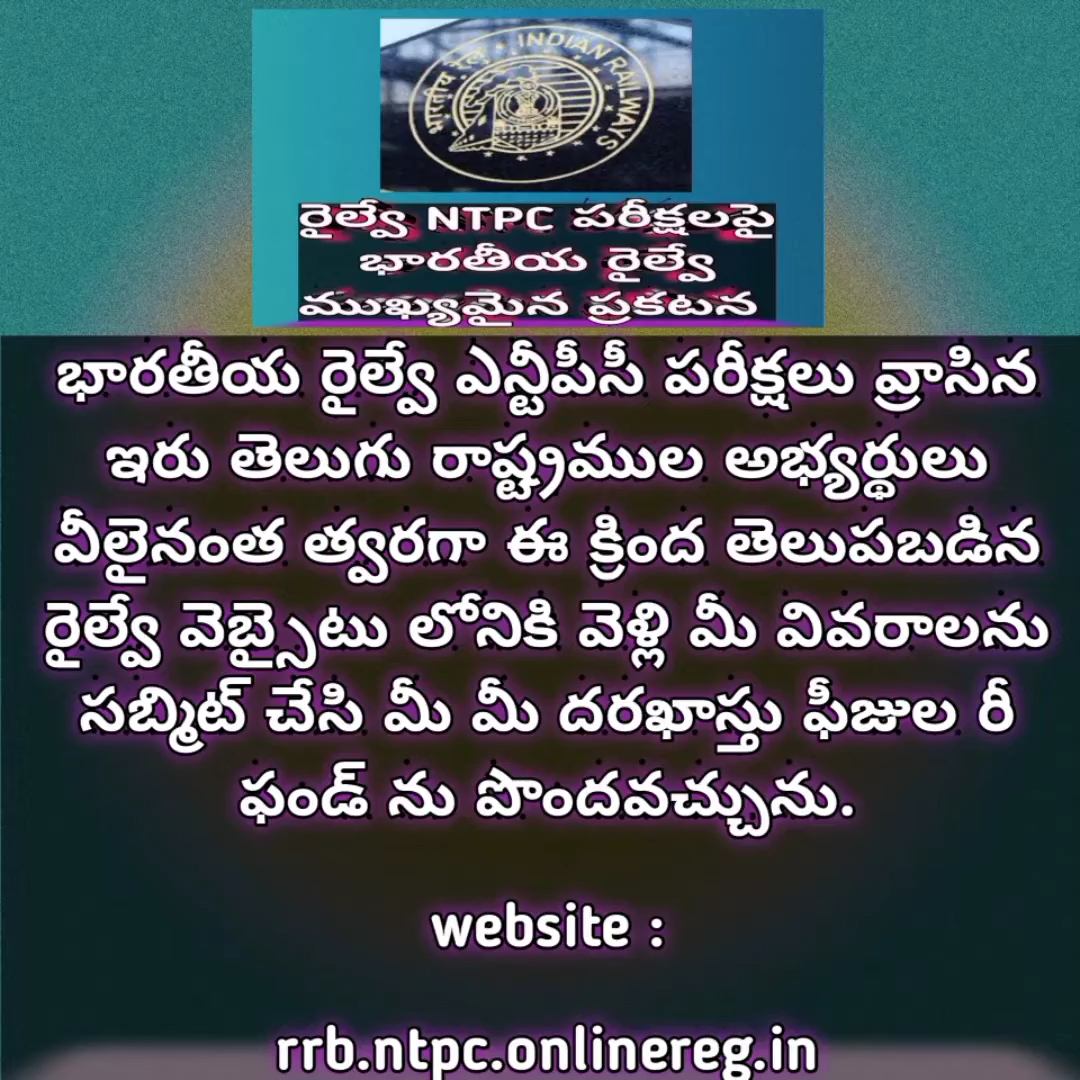 भारतीय रेल • INDIAN RAILWAYS
రైల్వే NTPC పరీక్షలపై
భారతీయ రైల్వే
ముఖ్యమైన ప్రకటన
భారతీయ రైల్వే ఎన్టీపీసీ పరీక్షలు వ్రాసిన
ఇరు తెలుగు రాష్ట్రముల అభ్యర్థులు
వీలైనంత త్వరగా ఈ క్రింద తెలుపబడిన
రైల్వే వెబ్సైటు లోనికి వెళ్లి మీ వివరాలను
సబ్మిట్ చేసి మీ మీ దరఖాస్తు ఫీజుల రీ
ఫండ్ ను పొందవచ్చును.
website :
rrb.ntpc.onlinereg.in